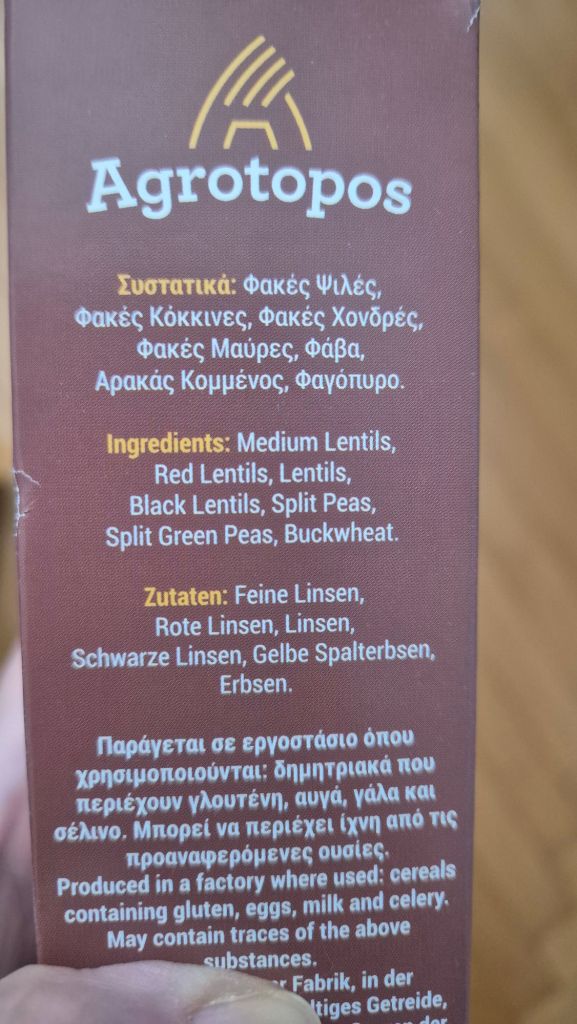 Agrotopos
Συστατικά: Φακές Ψιλές,
Φακές Κόκκινες, Φακές Χονδρές,
Φακές Μαύρες, Φάβα,
Αρακάς Κομμένος, Φαγόπυρο.
Ingredients: Medium Lentils,
Red Lentils, Lentils,
Black Lentils, Split Peas,
Split Green Peas, Buckwheat.
Zutaten: Feine Linsen,
Rote Linsen, Linsen,
Schwarze Linsen, Gelbe Spalterbsen,
Erbsen.
Παράγεται σε εργοστάσιο όπου
χρησιμοποιούνται: δημητριακά που
περιέχουν γλουτένη, αυγά, γάλα και
σέλινο. Μπορεί να περιέχει ίχνη από τις
προαναφερόμενες ουσίες.
Produced in a factory where used: cereals
containing gluten, eggs, milk and celery.
May contain traces of the above
substances.
Fabrik, in der
Getreide,